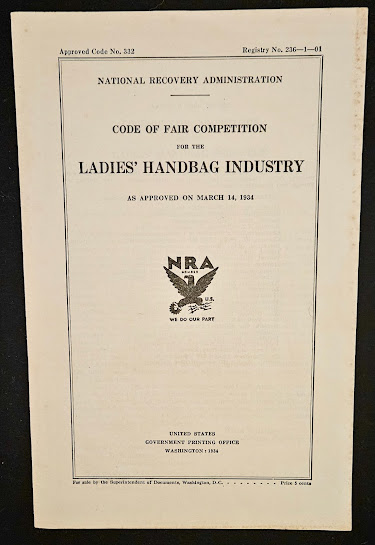 Approved Code No. 332 Registry No. 236—1—01
NATIONAL RECOVERY ADMINISTRATION
CODE OF FAIR COMPETITION
FOR THE
LADIES' HANDBAG INDUSTRY
AS APPROVED ON MARCH 14, 1934
NRA
MEMBER
U.S.
WE DO OUR PART
UNITED STATES
GOVERNMENT PRINTING OFFICE
WASHINGTON : 1934
For sale by the Superintendent of Documents, Washington, D.C. - - - - - - - - - Price 5 cents